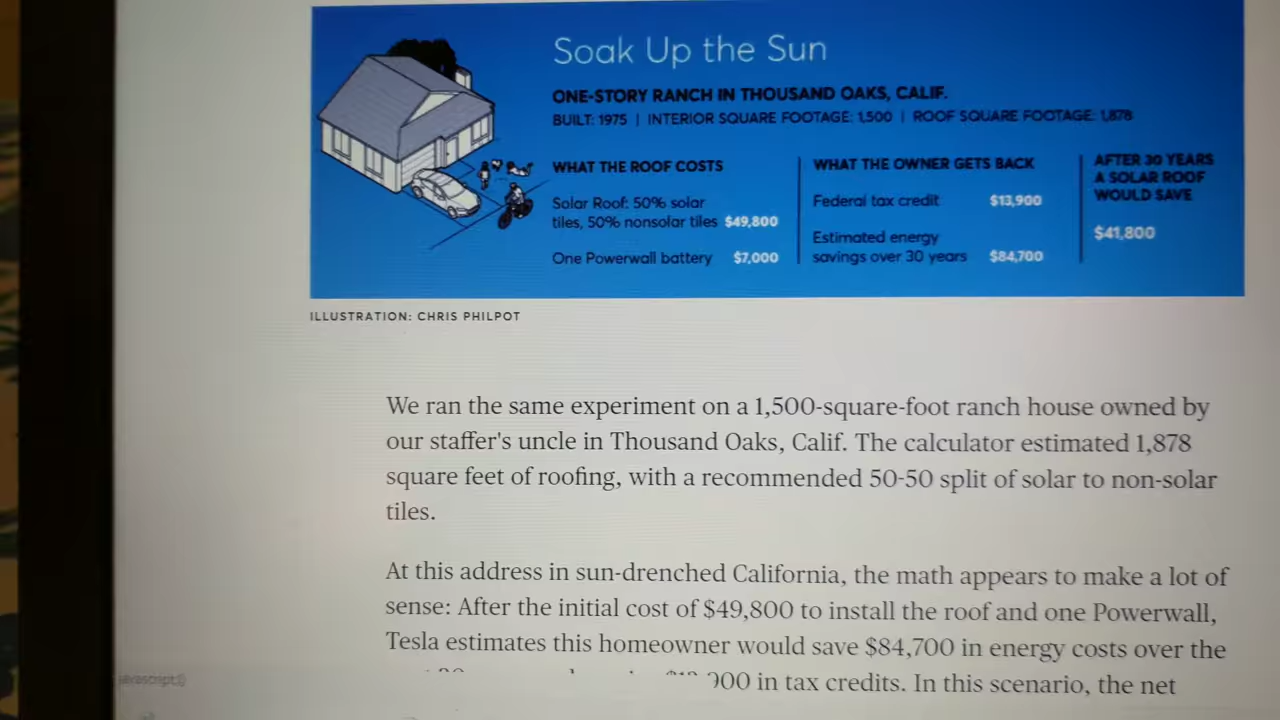 Soak Up the Sun
ONE-STORY RANCH IN THOUSAND OAKS, CALIF.
BUILT: 1975 | INTERIOR SQUARE FOOTAGE: 1,500 | ROOF SQUARE FOOTAGE: 1,878
WHAT THE ROOF COSTS
Solar Roof: 50% solar
tiles, 50% nonsolar tiles $49,800
One Powerwall battery $7,000
WHAT THE OWNER GETS BACK
Federal tax credit $13,900
Estimated energy
savings over 30 years $84,700
AFTER 30 YEARS
A SOLAR ROOF
WOULD SAVE
$41,800
ILLUSTRATION: CHRIS PHILPOT
We ran the same experiment on a 1,500-square-foot ranch house owned by
our staffer's uncle in Thousand Oaks, Calif. The calculator estimated 1,878
square feet of roofing, with a recommended 50-50 split of solar to non-solar
tiles.
At this address in sun-drenched California, the math appears to make a lot of
sense: After the initial cost of $49,800 to install the roof and one Powerwall,
Tesla estimates this homeowner would save $84,700 in energy costs over the
in tax credits. In this scenario, the net